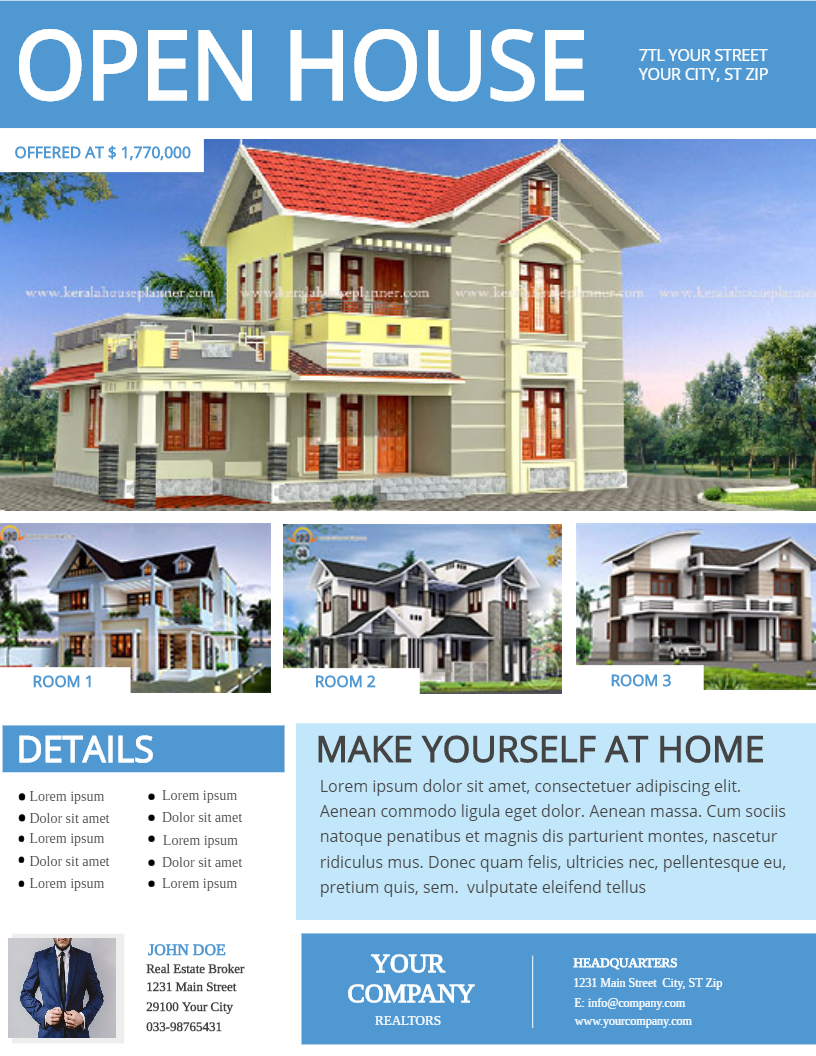 OPEN HOUSE
7TL YOUR STREET
YOUR CITY, ST ZIP
OFFERED AT $ 1,770,000
www.keralahouseplanner.com www.keralahouseplanner.com www.keralahouseplanner.com www.keralahouseplanner.com
ROOM 1
ROOM 2
ROOM 3
DETAILS
Lorem ipsum
Dolor sit amet
Lorem ipsum
Dolor sit amet
Lorem ipsum
Lorem ipsum
Dolor sit amet
Lorem ipsum
Dolor sit amet
Lorem ipsum
MAKE YOURSELF AT HOME
Lorem ipsum dolor sit amet, consectetuer adipiscing elit.
Aenean commodo ligula eget dolor. Aenean massa. Cum sociis
natoque penatibus et magnis dis parturient montes, nascetur
ridiculus mus. Donec quam felis, ultricies nec, pellentesque eu,
pretium quis, sem.  vulputate eleifend tellus
JOHN DOE
Real Estate Broker
1231 Main Street
29100 Your City
033-98765431
YOUR
COMPANY
REALTORS
HEADQUARTERS
1231 Main Street  City, ST Zip
E: info@company.com
www.yourcompany.com